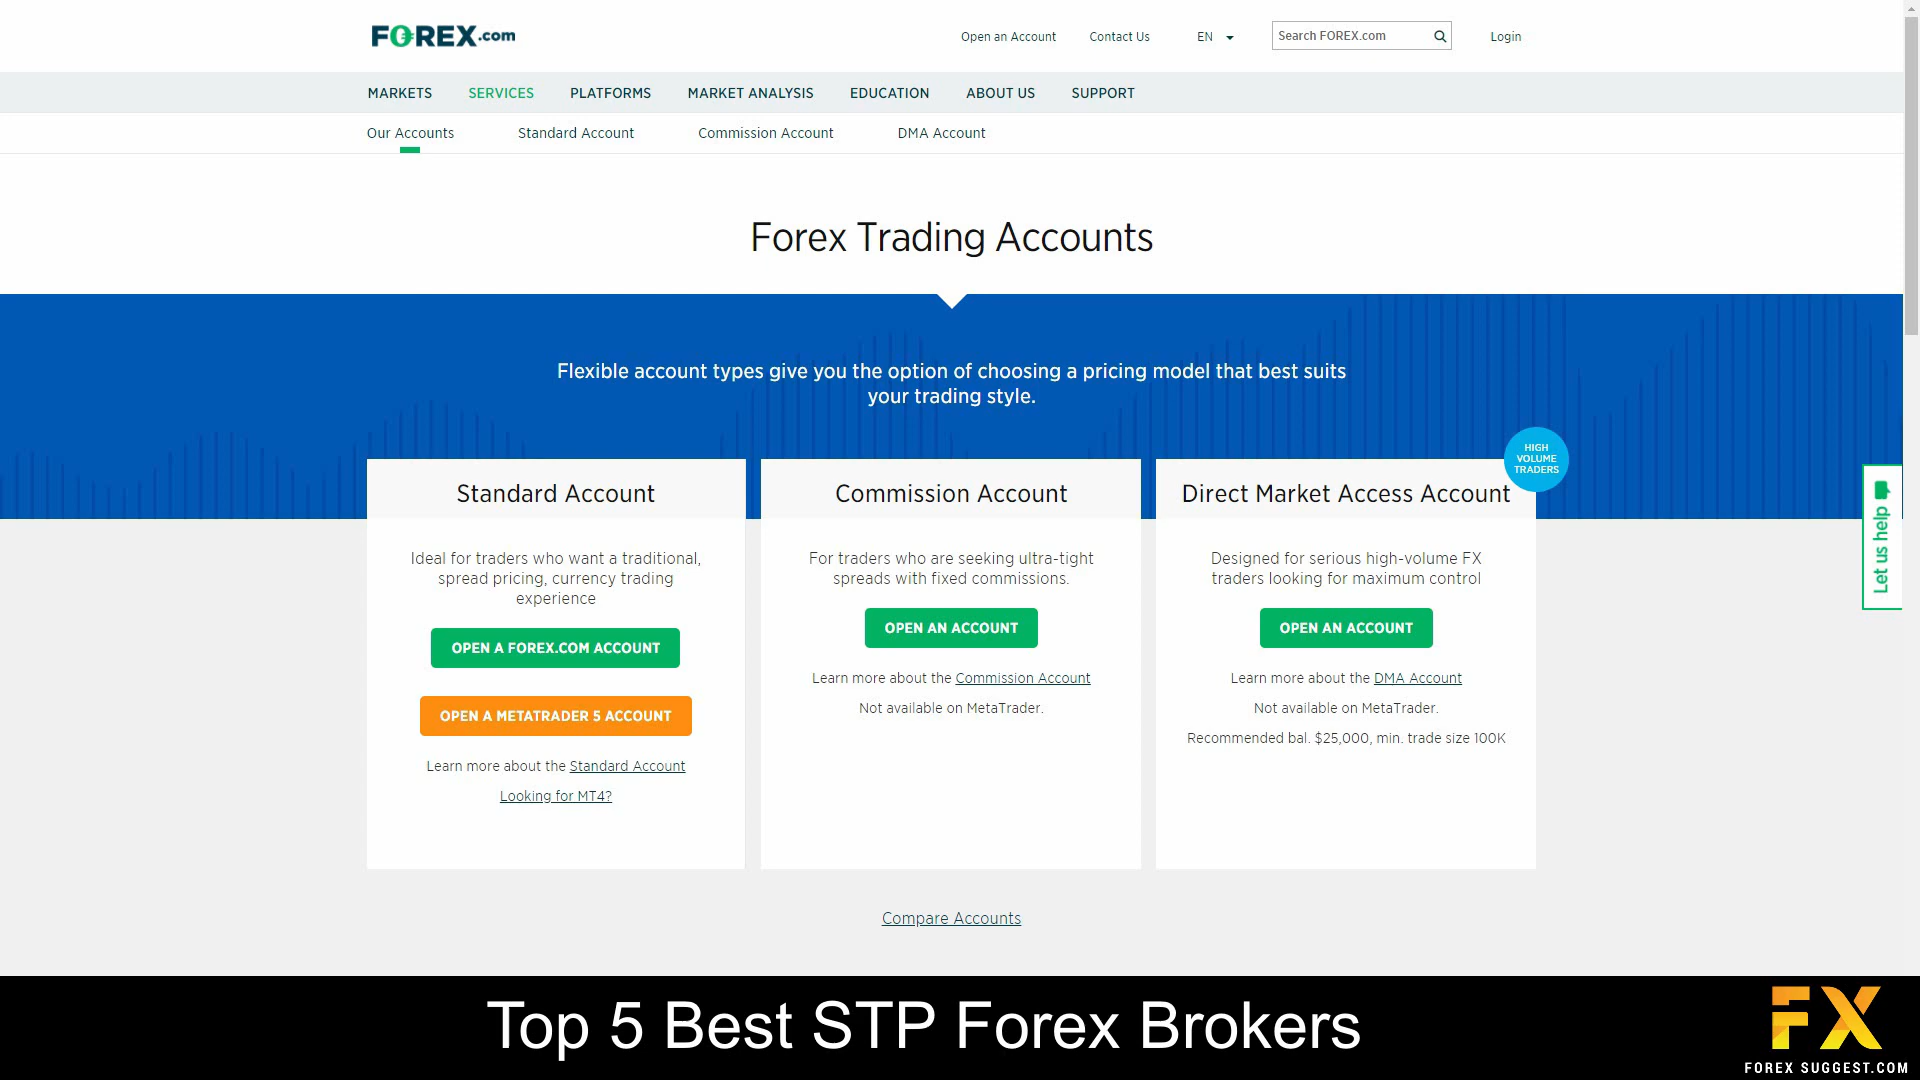 FOREX.com
Open an Account
Contact Us
EN
Search FOREX.com
Login
MARKETS
SERVICES
PLATFORMS
MARKET ANALYSIS
EDUCATION
ABOUT US
SUPPORT
Our Accounts
Standard Account
Commission Account
DMA Account
Forex Trading Accounts
Flexible account types give you the option of choosing a pricing model that best suits
your trading style.
HIGH
VOLUME
TRADERS
Standard Account
Ideal for traders who want a traditional,
spread pricing, currency trading
experience
OPEN A FOREX.COM ACCOUNT
OPEN A METATRADER 5 ACCOUNT
Learn more about the Standard Account
Looking for MT4?
Commission Account
For traders who are seeking ultra-tight
spreads with fixed commissions.
OPEN AN ACCOUNT
Learn more about the Commission Account
Not available on MetaTrader.
Direct Market Access Account
Designed for serious high-volume FX
traders looking for maximum control
OPEN AN ACCOUNT
Learn more about the DMA Account
Not available on MetaTrader.
Recommended bal. $25,000, min. trade size 100K
Let us help
Compare Accounts
Top 5 Best STP Forex Brokers
FX
FOREX SUGGEST.COM